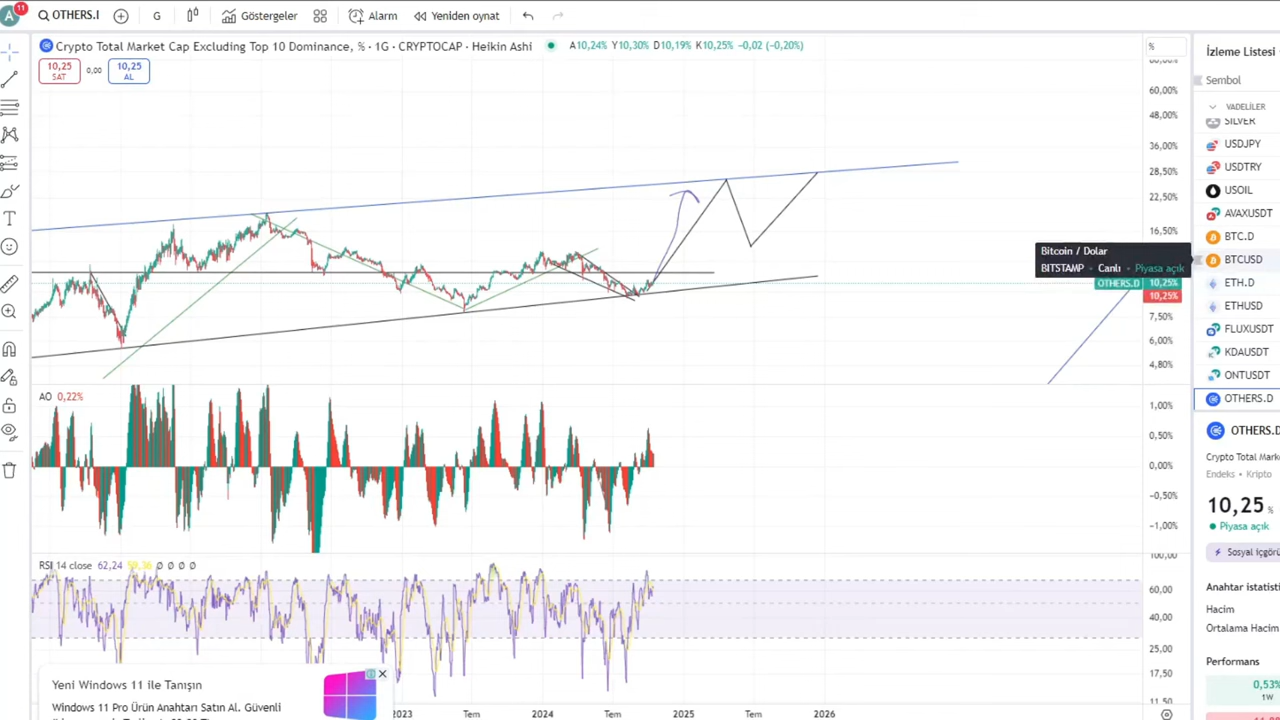 A
11
OTHERS.I
G
Göstergeler
Alarm
Yeniden oynat
Crypto Total Market Cap Excluding Top 10 Dominance, % · 1G · CRYPTOCAP · Heikin Ashi
A10,24% Y10,30% D10,19% K10,25% −0,02 (−0,20%)
10,25
SAT
0,00
10,25
AL
%
60,00%
48,00%
36,00%
28,50%
22,50%
16,50%
Bitcoin / Dolar
BITSTAMP · Canlı · Piyasa açık
OTHERS.D
10,25%
10,25%
7,50%
6,00%
4,80%
AO 0,22%
1,00%
0,50%
0,00%
−0,50%
−1,00%
RSI 14 close 62,24 Ø Ø Ø Ø
100,00
60,00
40,00
25,00
17,50
11,50
2023
Tem
2024
Tem
2025
Tem
2026
Yeni Windows 11 ile Tanışın
Windows 11 Pro Ürün Anahtarı Satın Al. Güvenli
İzleme Listesi
Sembol
VADELİLER
SILVER
USDJPY
USDTRY
USOIL
AVAXUSDT
BTC.D
BTCUSD
ETH.D
ETHUSD
FLUXUSDT
KDAUSDT
ONTUSDT
OTHERS.D
OTHERS.D
Crypto Total Market
Endeks • Kripto
10,25 %
Piyasa açık
Sosyal içgörü
Anahtar istatisti
Hacim
Ortalama Hacim
Performans
0,53%
1W